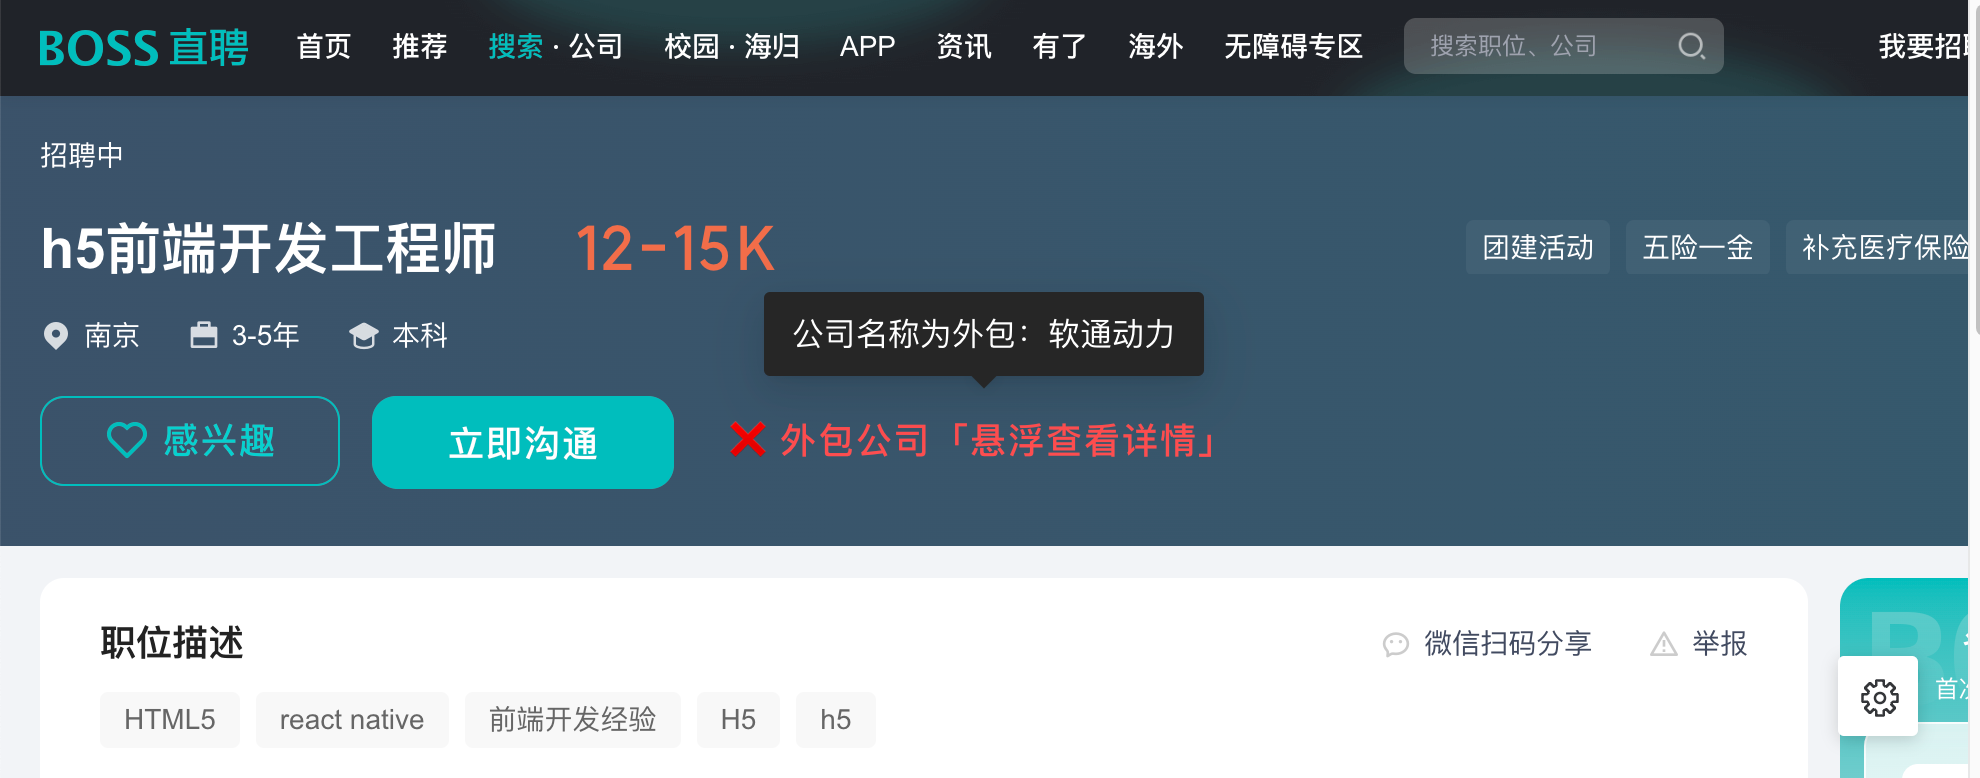 BOSS 直聘 首页 推荐 搜索 · 公司 校园 · 海归 APP 资讯 有了 海外 无障碍专区 搜索职位、公司 我要招聘
招聘中
h5前端开发工程师 12-15K 团建活动 五险一金 补充医疗保险
公司名称为外包：软通动力
南京 3-5年 本科
感兴趣 立即沟通 ❌ 外包公司「悬浮查看详情」
职位描述 微信扫码分享 举报
HTML5 react native 前端开发经验 H5 h5
首次